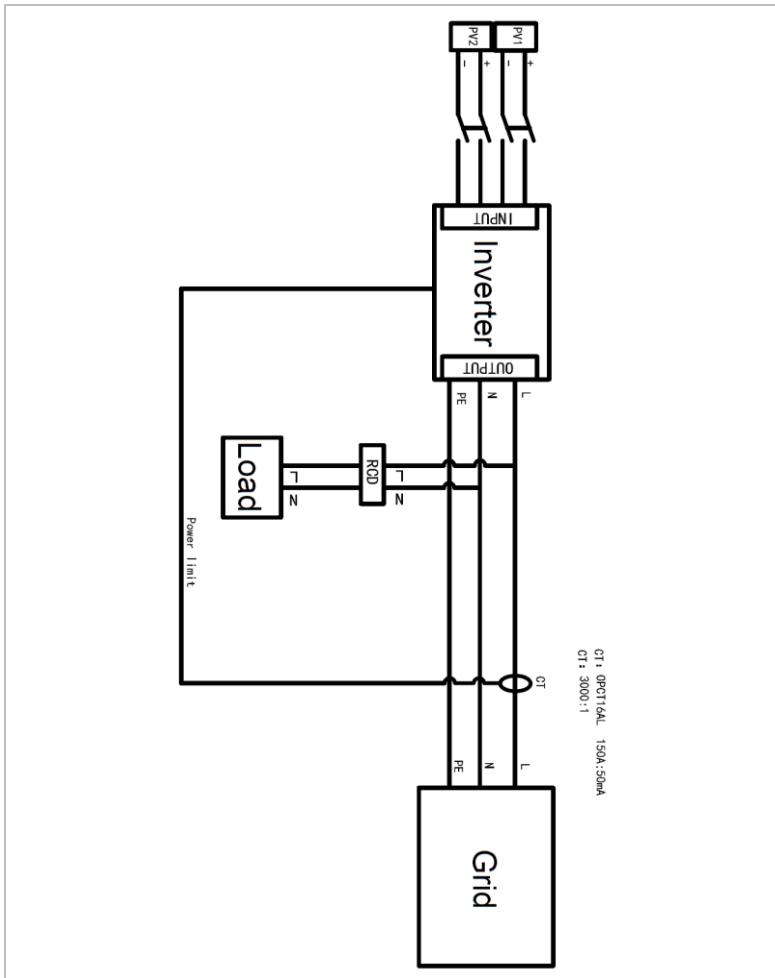 PV2
PV1
-
+
-
+
INPUT
Inverter
OUTPUT
PE
N
L
Load
L
N
RCD
L
N
Power limit
CT
CT: OPCT16AL 150A:50mA
CT: 3000:1
PE
N
L
Grid